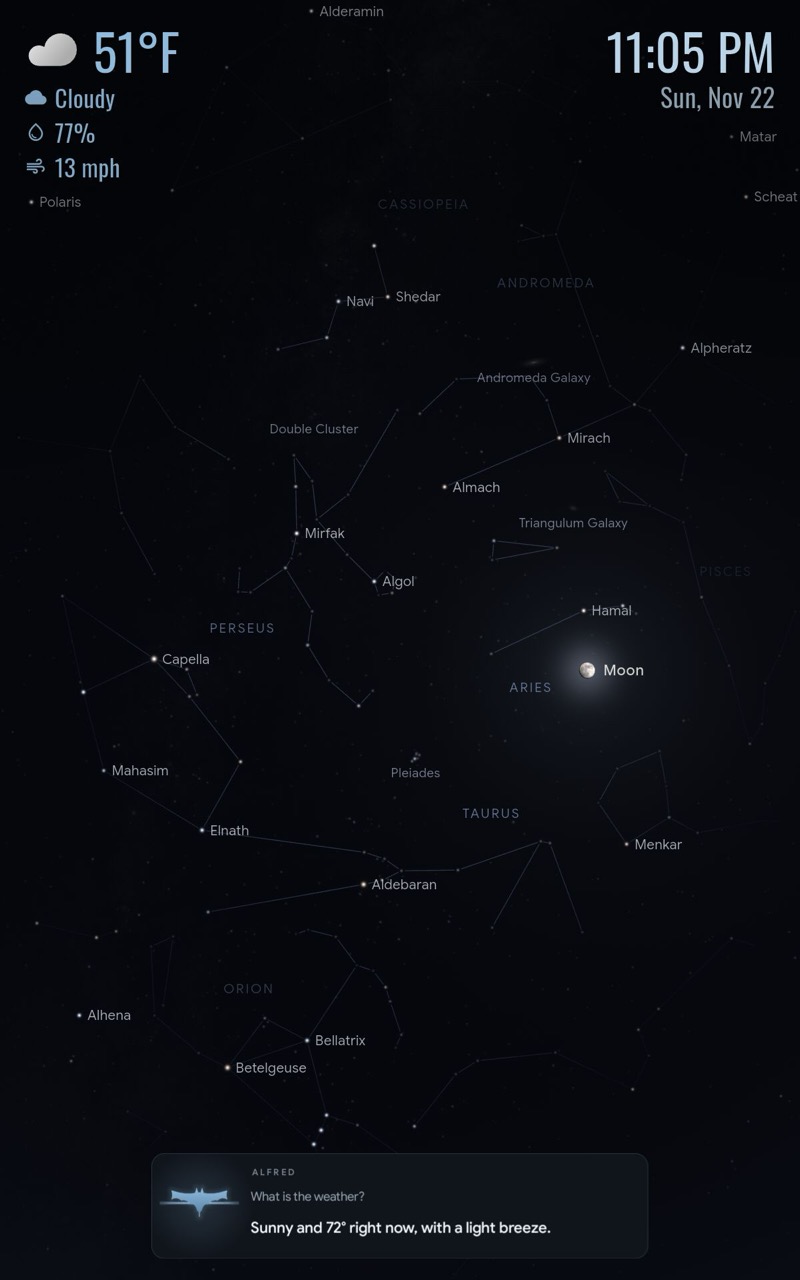 Alderamin
51°F
11:05 PM
Cloudy
Sun, Nov 22
77%
Matar
13 mph
Polaris
Scheat
CASSIOPEIA
ANDROMEDA
Navi
Shedar
Alpheratz
Andromeda Galaxy
Double Cluster
Mirach
Almach
Triangulum Galaxy
Mirfak
PISCES
Algol
Hamal
PERSEUS
Capella
Moon
ARIES
Mahasim
Pleiades
TAURUS
Elnath
Menkar
Aldebaran
ORION
Alhena
Bellatrix
Betelgeuse
ALFRED
What is the weather?
Sunny and 72° right now, with a light breeze.